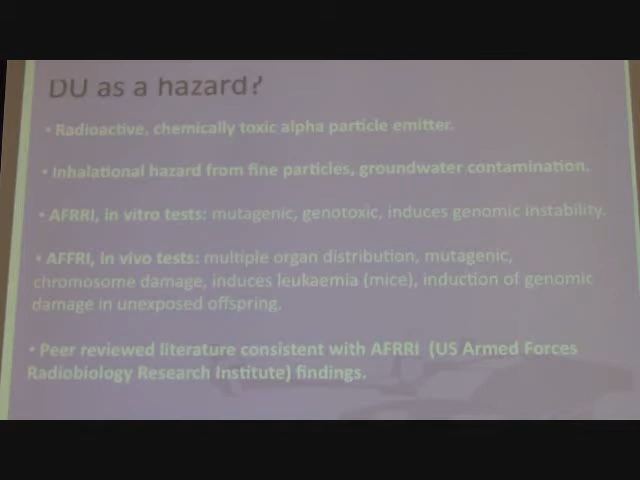 DU as a hazard?
• Radioactive, chemically toxic alpha particle emitter.
• Inhalational hazard from fine particles, groundwater contamination.
• AFRRI, in vitro tests: mutagenic, genotoxic, induces genomic instability.
• AFFRI, in vivo tests: multiple organ distribution, mutagenic,
chromosome damage, induces leukaemia (mice), induction of genomic
damage in unexposed offspring.
• Peer reviewed literature consistent with AFRRI (US Armed Forces
Radiobiology Research Institute) findings.